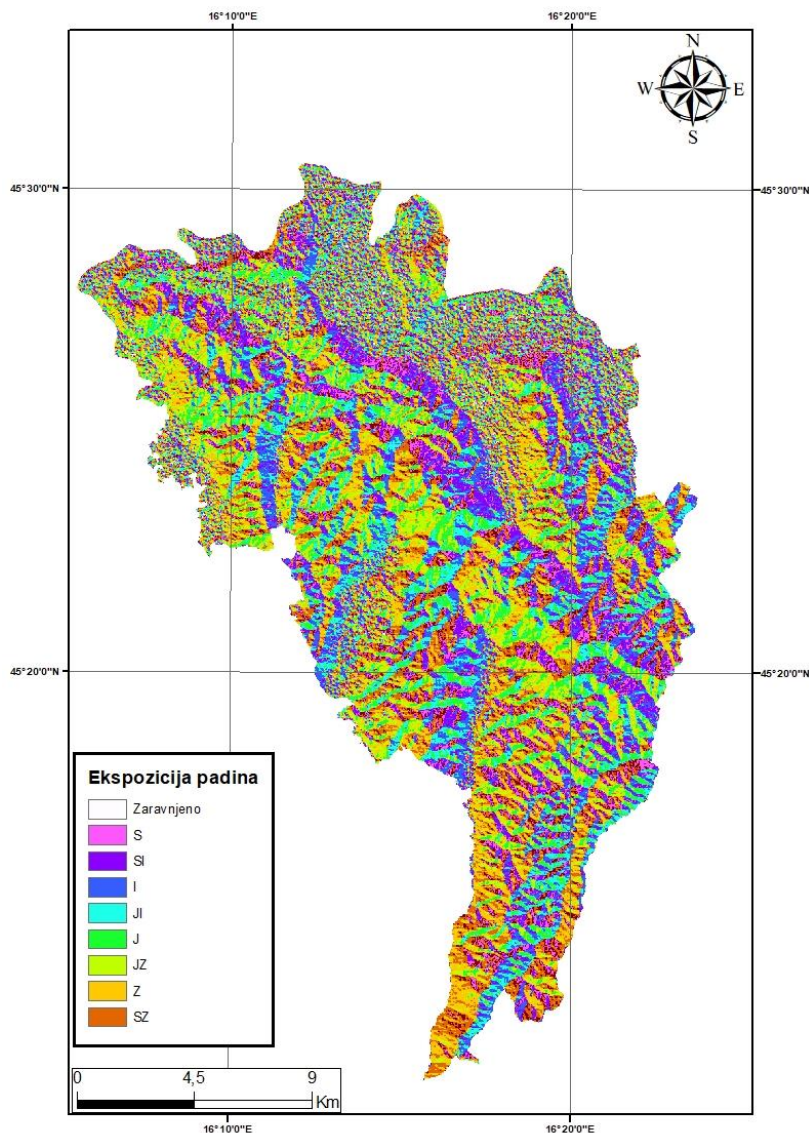 16°10'0"E 16°20'0"E
N
W E
S
45°30'0"N 45°30'0"N
45°20'0"N 45°20'0"N
Ekspozicija padina
Zaravnjeno
S
SI
I
JI
J
JZ
Z
SZ
0 4,5 9
Km
16°10'0"E 16°20'0"E